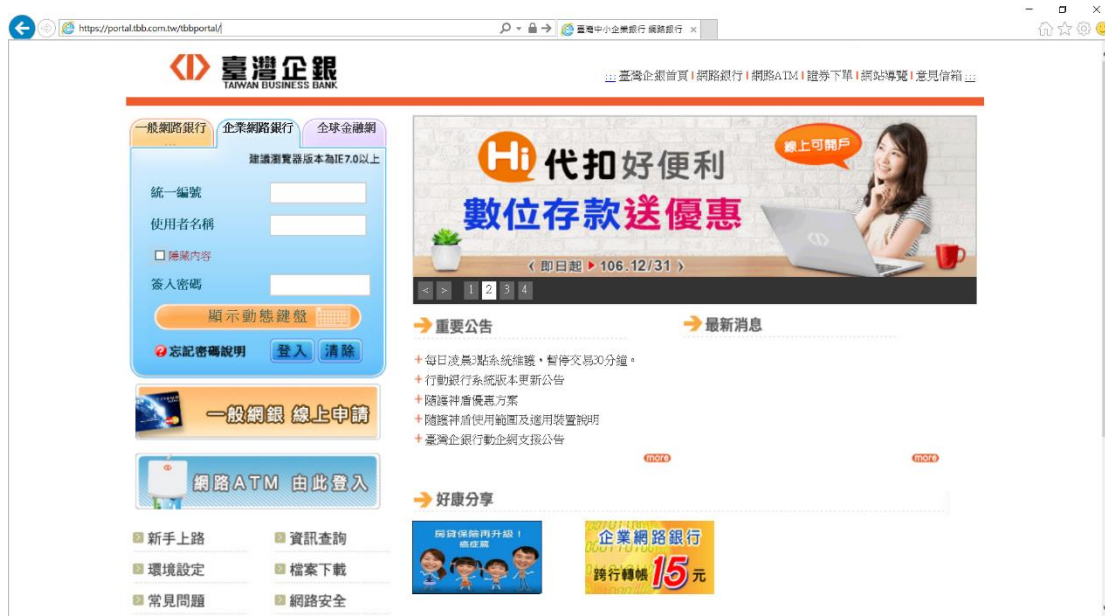 https://portal.tbb.com.tw/tbbportal/
臺灣中小企業銀行 網路銀行
臺灣企銀
TAIWAN BUSINESS BANK
::: 臺灣企銀首頁 | 網路銀行 | 網路ATM | 證券下單 | 網站導覽 | 意見信箱 :::
一般網路銀行 ...
企業網路銀行
全球金融網
建議瀏覽器版本為IE7.0以上
統一編號
使用者名稱
隱藏內容
簽入密碼
顯示動態鍵盤
忘記密碼說明
登入
清除
一般網銀 線上申請
網路ATM 由此登入
新手上路
資訊查詢
環境設定
檔案下載
常見問題
網路安全
Hi 代扣好便利
線上可開戶
數位存款送優惠
〈 即日起 ▶ 106.12/31 〉
< > 1 2 3 4
重要公告
最新消息
+ 每日凌晨3點系統維護,暫停交易30分鐘。
+ 行動銀行系統版本更新公告
+ 隨護神盾優惠方案
+ 隨護神盾使用範圍及適用裝置說明
+ 臺灣企銀行動企網支援公告
more
more
好康分享
房貸保險再升級!
癌症篇
企業網路銀行
跨行轉帳15元